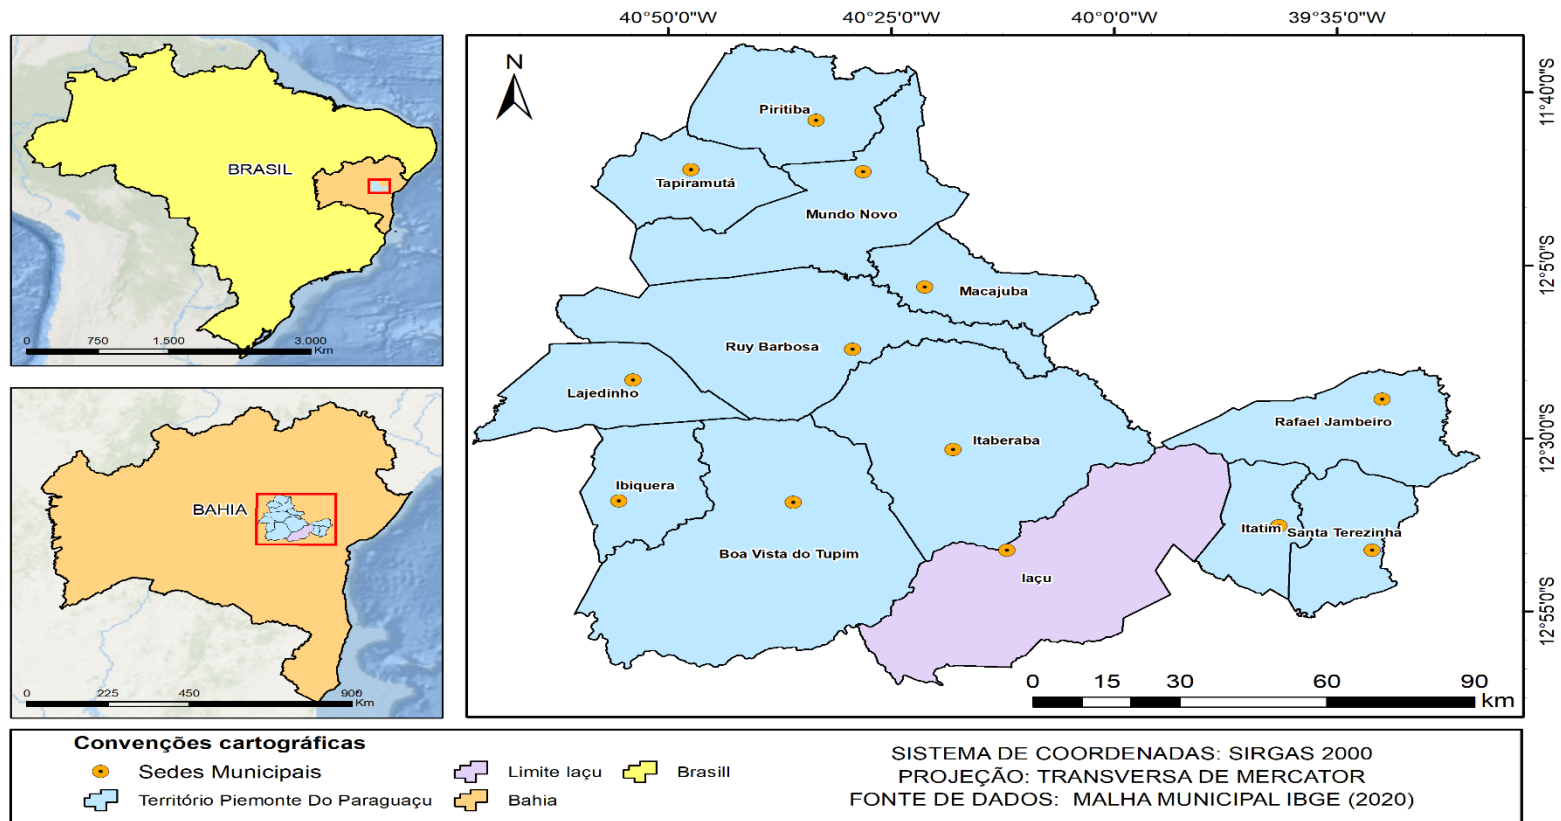 40°50'0"W
40°25'0"W
40°0'0"W
39°35'0"W
11°40'0"S
12°5'0"S
12°30'0"S
12°55'0"S
BRASIL
0 750 1.500 3.000
Km
BAHIA
0 225 450 900
Km
N
Piritiba
Tapiramutá
Mundo Novo
Macajuba
Ruy Barbosa
Lajedinho
Rafael Jambeiro
Itaberaba
Ibiquera
Itatim
Santa Terezinha
Boa Vista do Tupim
Iaçu
0 15 30 60 90
km
Convenções cartográficas
Sedes Municipais
Território Piemonte Do Paraguaçu
Limite Iaçu
Bahia
Brasill
SISTEMA DE COORDENADAS: SIRGAS 2000
PROJEÇÃO: TRANSVERSA DE MERCATOR
FONTE DE DADOS: MALHA MUNICIPAL IBGE (2020)